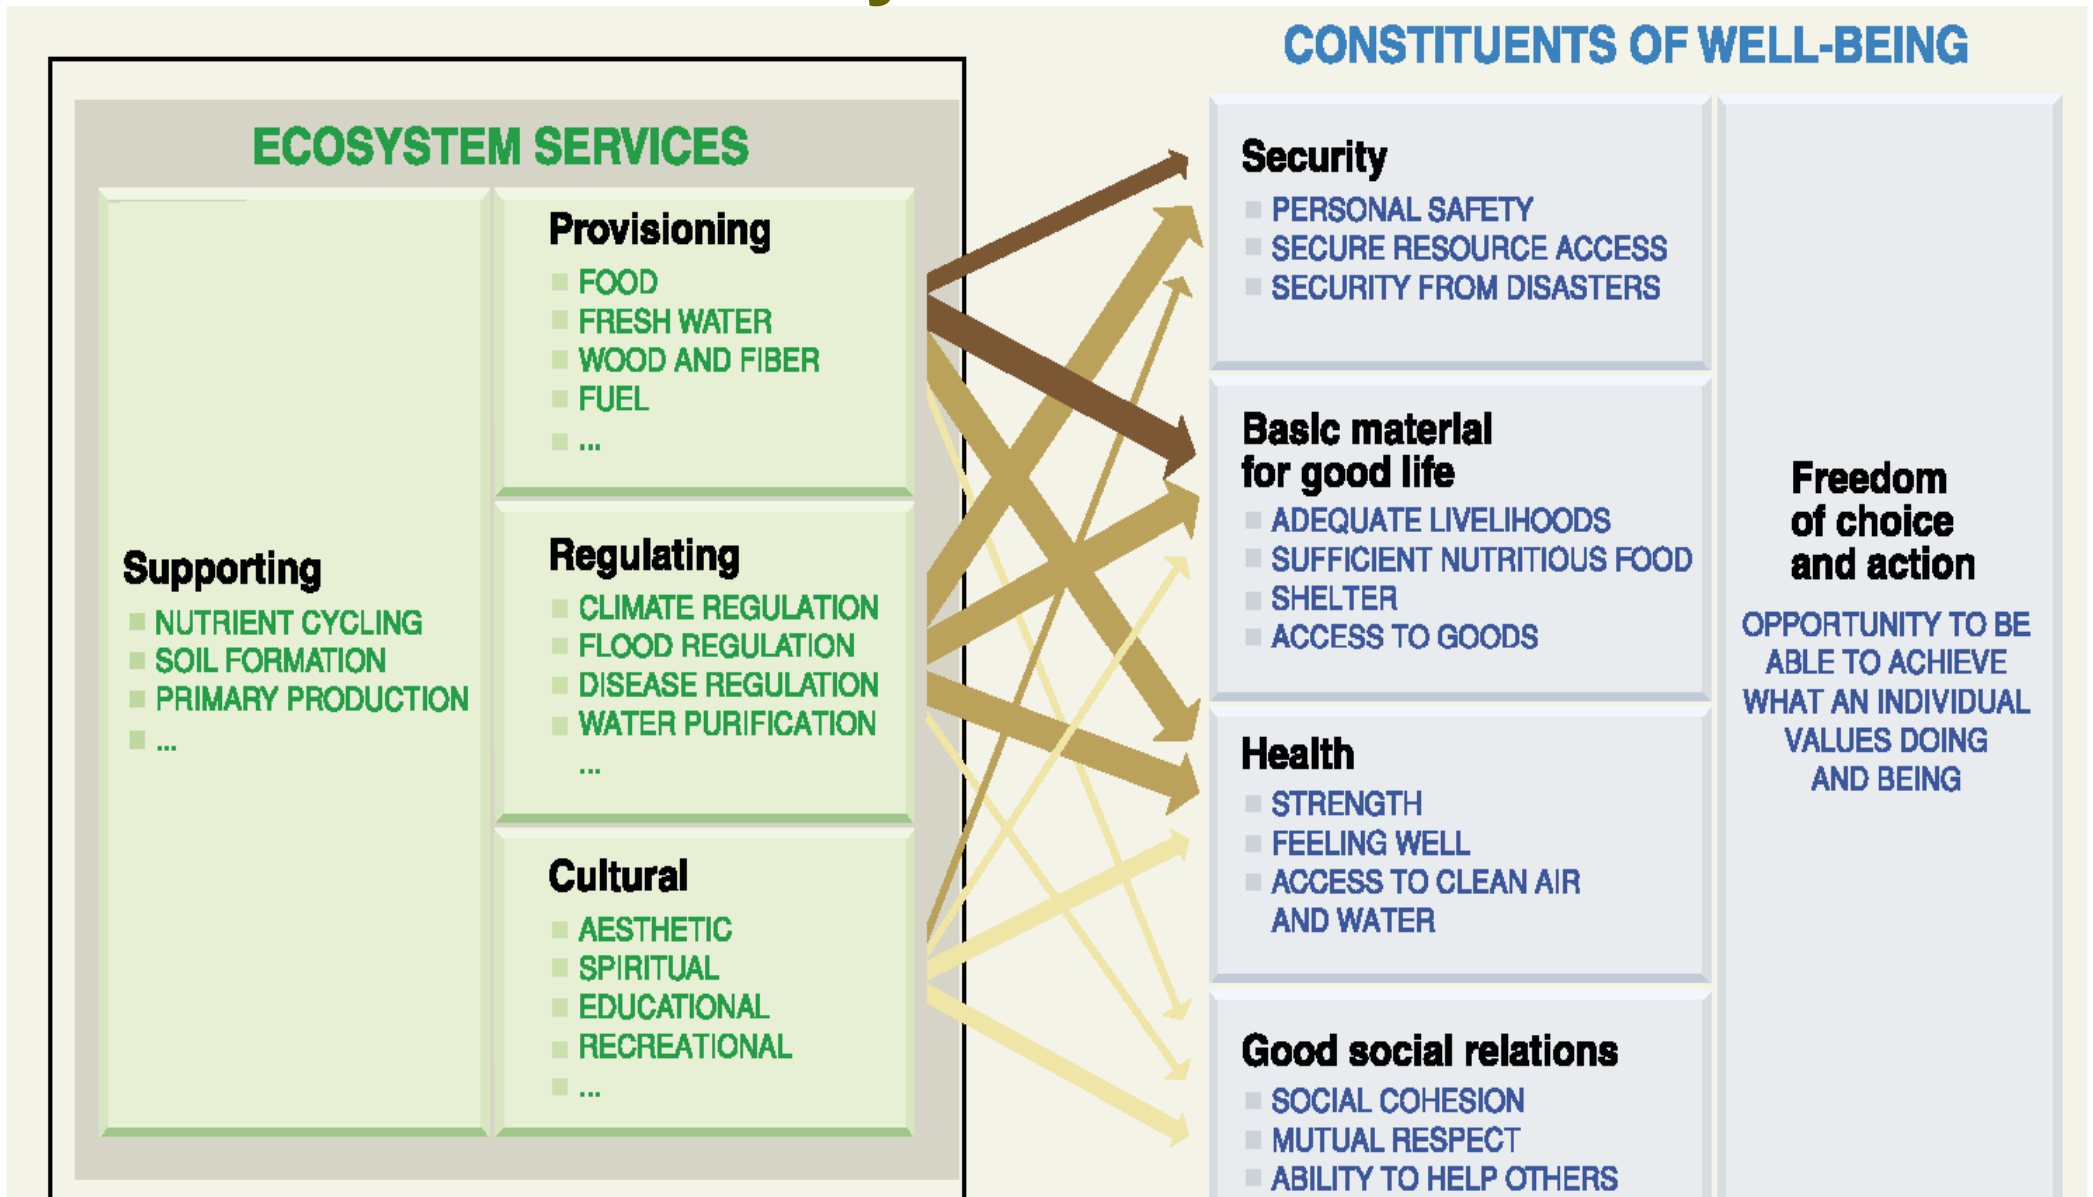 CONSTITUENTS OF WELL-BEING
ECOSYSTEM SERVICES
Supporting
NUTRIENT CYCLING
SOIL FORMATION
PRIMARY PRODUCTION
...
Provisioning
FOOD
FRESH WATER
WOOD AND FIBER
FUEL
...
Regulating
CLIMATE REGULATION
FLOOD REGULATION
DISEASE REGULATION
WATER PURIFICATION
...
Cultural
AESTHETIC
SPIRITUAL
EDUCATIONAL
RECREATIONAL
...
Security
PERSONAL SAFETY
SECURE RESOURCE ACCESS
SECURITY FROM DISASTERS
Basic material
for good life
ADEQUATE LIVELIHOODS
SUFFICIENT NUTRITIOUS FOOD
SHELTER
ACCESS TO GOODS
Health
STRENGTH
FEELING WELL
ACCESS TO CLEAN AIR
AND WATER
Good social relations
SOCIAL COHESION
MUTUAL RESPECT
ABILITY TO HELP OTHERS
Freedom
of choice
and action
OPPORTUNITY TO BE
ABLE TO ACHIEVE
WHAT AN INDIVIDUAL
VALUES DOING
AND BEING